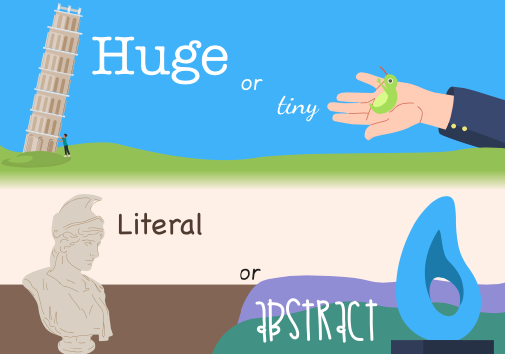 Huge
or
tiny
Literal
or
ABSTRACT